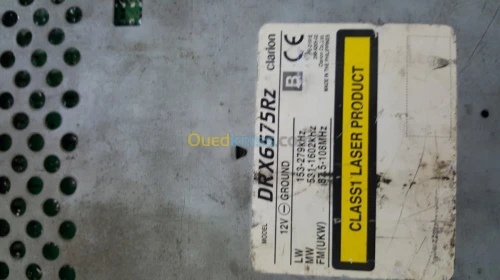 clarion
MODEL DRX6575Rz
12V ⊖ GROUND
LW 153-279kHz
MW 531-1602kHz
FM(UKW) 87.5-108MHz
B CE
MADE IN THE PHILIPPINES
CLASS1 LASER PRODUCT
Oued